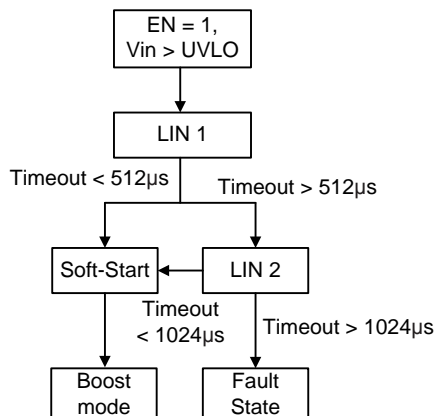 EN = 1,
Vin > UVLO
LIN 1
Timeout < 512µs
Timeout > 512µs
Soft-Start
LIN 2
Timeout
< 1024µs
Timeout > 1024µs
Boost
mode
Fault
State